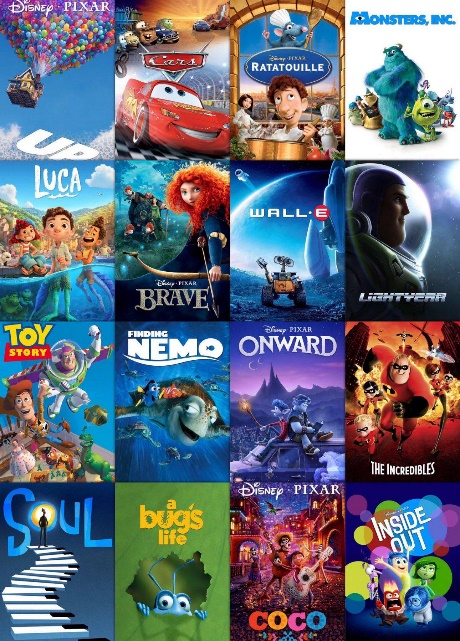 DISNEY PIXAR
UP
Cars
DISNEY·PIXAR
RATATOUILLE
MONSTERS, INC.
LUCA
DISNEY·PIXAR
BRAVE
WALL·E
LIGHTYEAR
TOY
STORY
FINDING
NEMO
DISNEY PIXAR
ONWARD
THE INCREDIBLES
SOUL
a
bug's
life
DISNEY·PIXAR
COCO
INSIDE
OUT